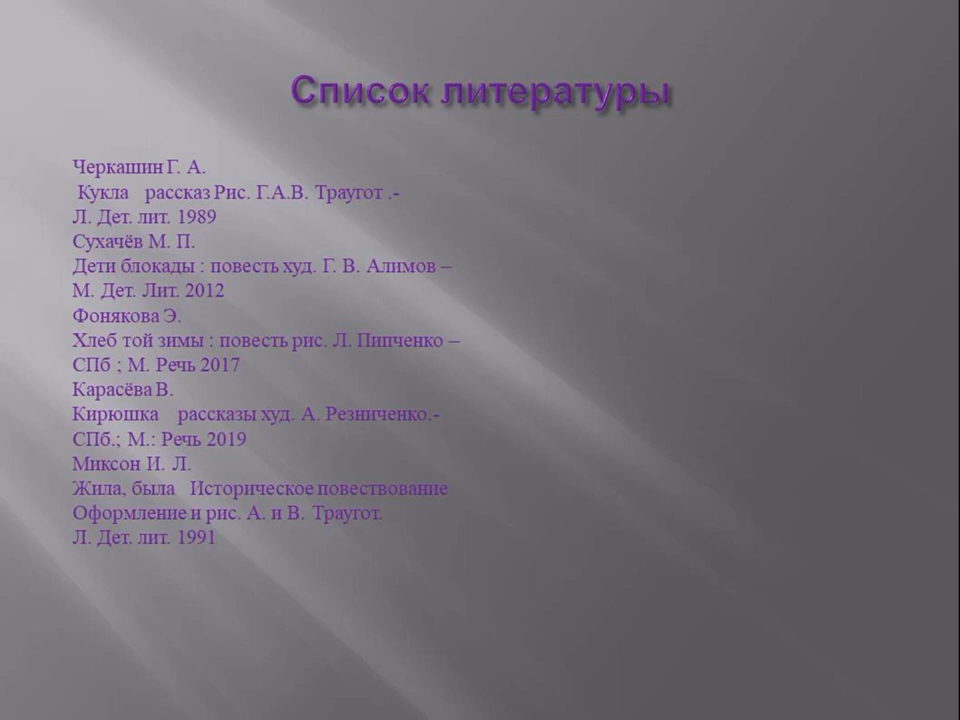 Список литературы
Черкашин Г. А.
Кукла рассказ Рис. Г.А.В. Траугот .-
Л. Дет. лит. 1989
Сухачёв М. П.
Дети блокады : повесть худ. Г. В. Алимов –
М. Дет. Лит. 2012
Фонякова Э.
Хлеб той зимы : повесть рис. Л. Пипченко –
СПб ; М. Речь 2017
Карасёва В.
Кирюшка рассказы худ. А. Резниченко.-
СПб.; М.: Речь 2019
Миксон И. Л.
Жила, была Историческое повествование
Оформление и рис. А. и В. Траугот.
Л. Дет. лит. 1991